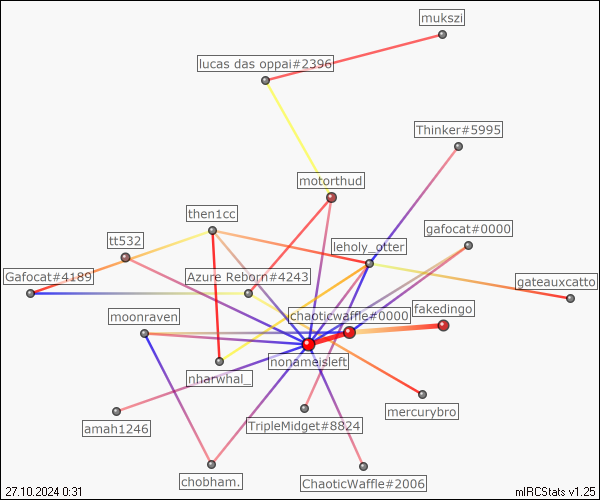 mukszi
lucas das oppai#2396
Thinker#5995
motorthud
then1cc
gafocat#0000
tt532
leholy_otter
Gafocat#4189
Azure Reborn#4243
gateauxcatto
moonraven
chaoticwaffle#0000
fakedingo
nonameisleft
nharwhal_
mercurybro
amah1246
TripleMidget#8824
chobham.
ChaoticWaffle#2006
27.10.2024 0:31
mIRCStats v1.25